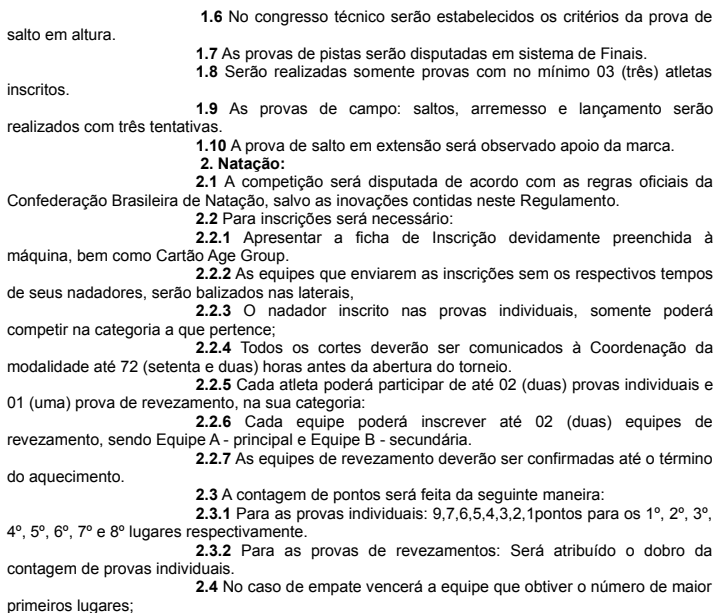 1.6 No congresso técnico serão estabelecidos os critérios da prova de
salto em altura.
1.7 As provas de pistas serão disputadas em sistema de Finais.
1.8 Serão realizadas somente provas com no mínimo 03 (três) atletas
inscritos.
1.9 As provas de campo: saltos, arremesso e lançamento serão
realizados com três tentativas.
1.10 A prova de salto em extensão será observado apoio da marca.
2. Natação:
2.1 A competição será disputada de acordo com as regras oficiais da
Confederação Brasileira de Natação, salvo as inovações contidas neste Regulamento.
2.2 Para inscrições será necessário:
2.2.1 Apresentar a ficha de Inscrição devidamente preenchida à
máquina, bem como Cartão Age Group.
2.2.2 As equipes que enviarem as inscrições sem os respectivos tempos
de seus nadadores, serão balizados nas laterais,
2.2.3 O nadador inscrito nas provas individuais, somente poderá
competir na categoria a que pertence;
2.2.4 Todos os cortes deverão ser comunicados à Coordenação da
modalidade até 72 (setenta e duas) horas antes da abertura do torneio.
2.2.5 Cada atleta poderá participar de até 02 (duas) provas individuais e
01 (uma) prova de revezamento, na sua categoria:
2.2.6 Cada equipe poderá inscrever até 02 (duas) equipes de
revezamento, sendo Equipe A - principal e Equipe B - secundária.
2.2.7 As equipes de revezamento deverão ser confirmadas até o término
do aquecimento.
2.3 A contagem de pontos será feita da seguinte maneira:
2.3.1 Para as provas individuais: 9,7,6,5,4,3,2,1pontos para os 1º, 2º, 3º,
4º, 5º, 6º, 7º e 8º lugares respectivamente.
2.3.2 Para as provas de revezamentos: Será atribuído o dobro da
contagem de provas individuais.
2.4 No caso de empate vencerá a equipe que obtiver o número de maior
primeiros lugares;